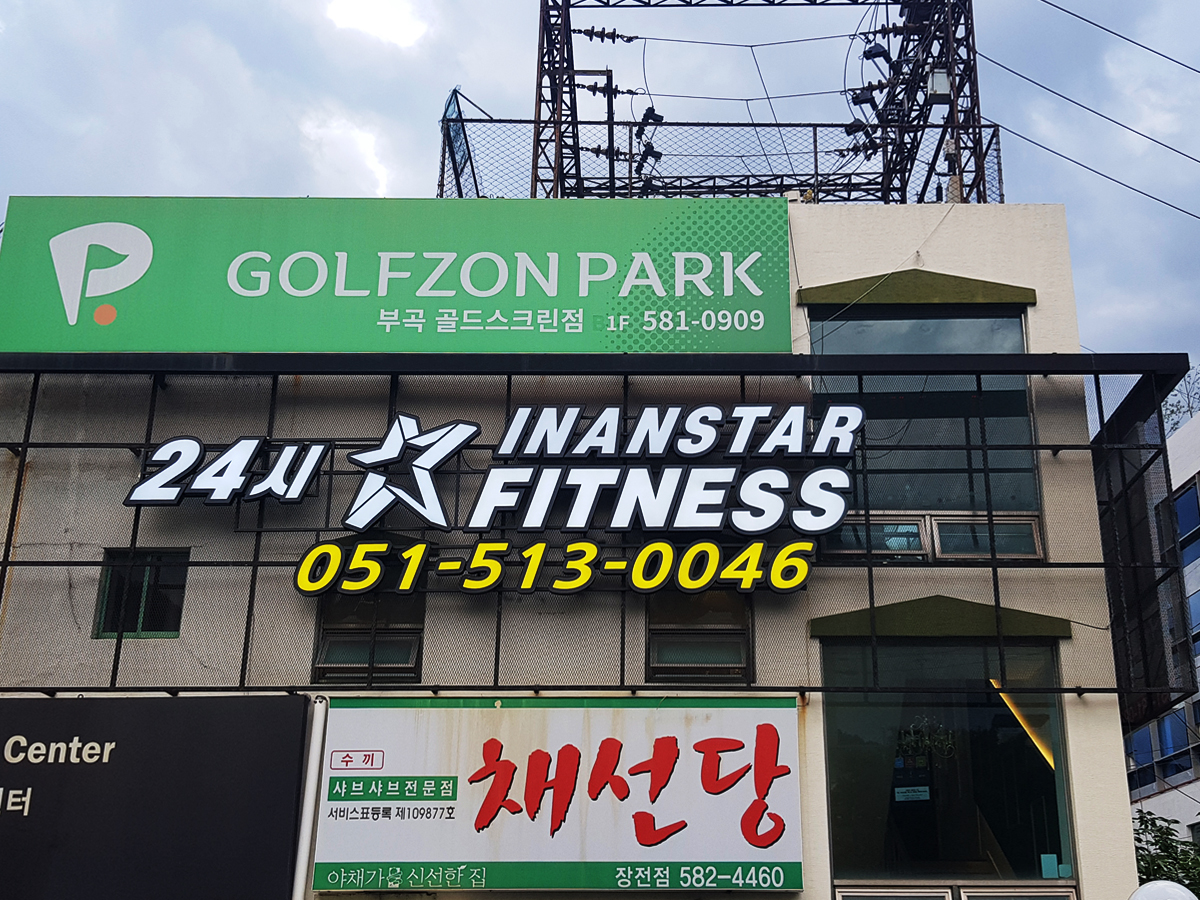 GOLFZON PARK
부곡 골드스크린점 1F 581-0909
24시 INANSTAR
FITNESS
051-513-0046
Center
터
수끼
샤브샤브전문점
서비스표등록 제109877호
채선당
야채가 신선한 집
장전점 582-4460